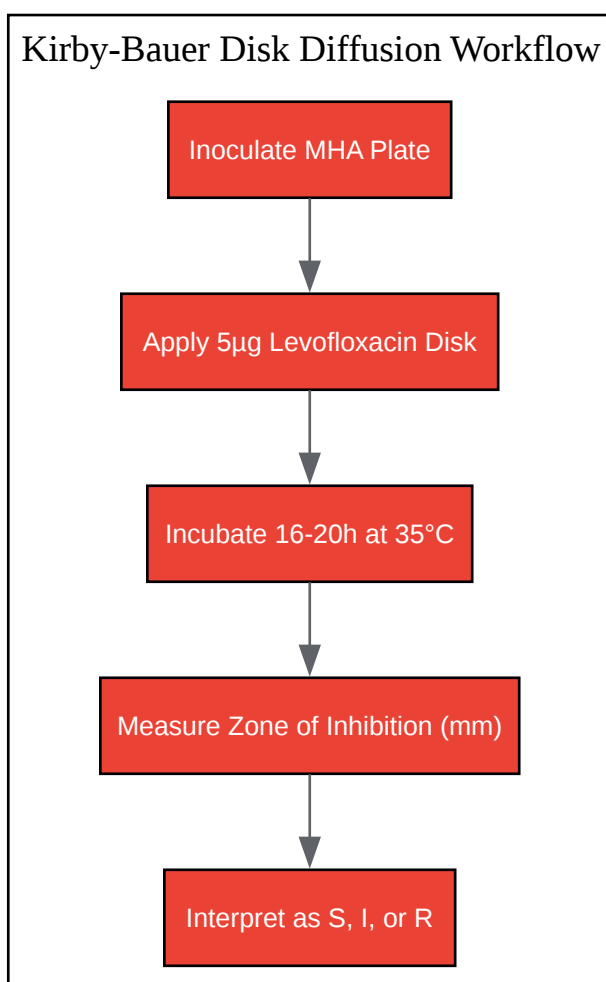 Kirby-Bauer Disk Diffusion Workflow
Inoculate MHA Plate
Apply 5µg Levofloxacin Disk
Incubate 16-20h at 35°C
Measure Zone of Inhibition (mm)
Interpret as S, I, or R